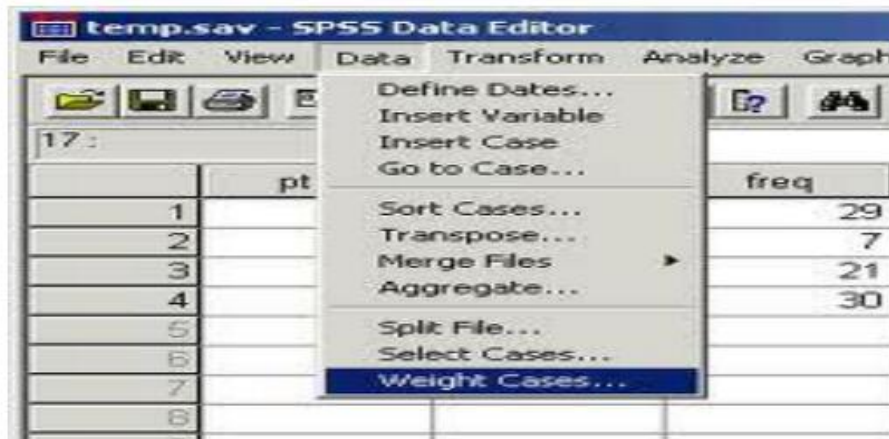 temp.sav - SPSS Data Editor
File Edit View Data Transform Analyze Graph
Define Dates...
Insert Variable
Insert Case
Go to Case...
Sort Cases...
Transpose...
Merge Files
Aggregate...
Split File...
Select Cases...
Weight Cases...
17 :
pt freq
1 29
2 7
3 21
4 30
5
6
7
8